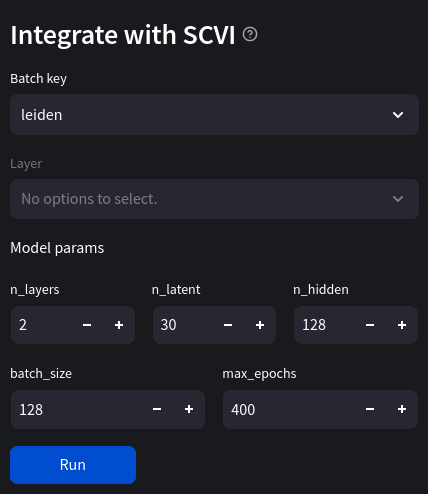 Integrate with SCVI ?
Batch key
leiden
Layer
No options to select.
Model params
n_layers n_latent n_hidden
2 − + 30 − + 128 − +
batch_size max_epochs
128 − + 400 − +
Run